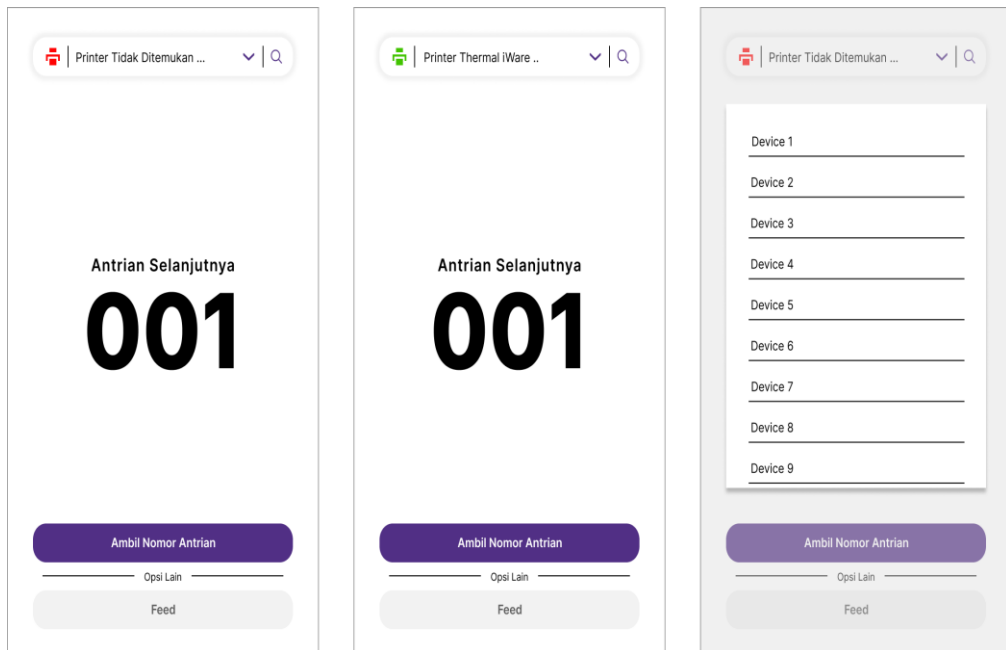 Printer Tidak Ditemukan ...
Antrian Selanjutnya
001
Ambil Nomor Antrian
Opsi Lain
Feed
Printer Thermal iWare ..
Antrian Selanjutnya
001
Ambil Nomor Antrian
Opsi Lain
Feed
Printer Tidak Ditemukan ...
Device 1
Device 2
Device 3
Device 4
Device 5
Device 6
Device 7
Device 8
Device 9
Ambil Nomor Antrian
Opsi Lain
Feed